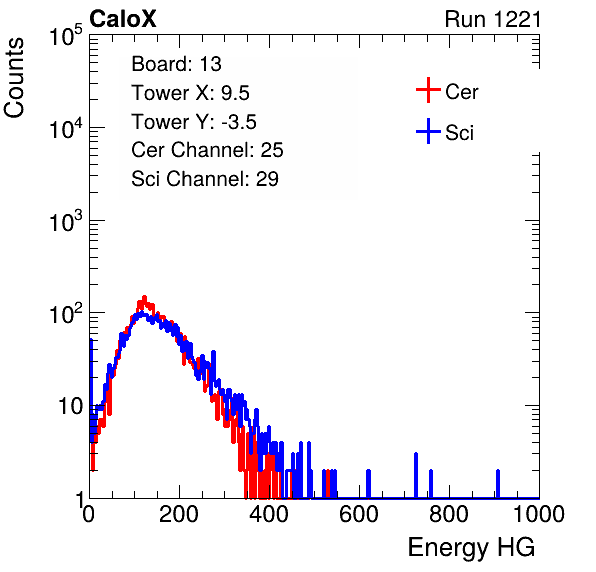 CaloX Run 1221
Counts
10^5
10^4
10^3
10^2
10
1
Board: 13
Tower X: 9.5
Tower Y: -3.5
Cer Channel: 25
Sci Channel: 29
Cer
Sci
0 200 400 600 800 1000
Energy HG